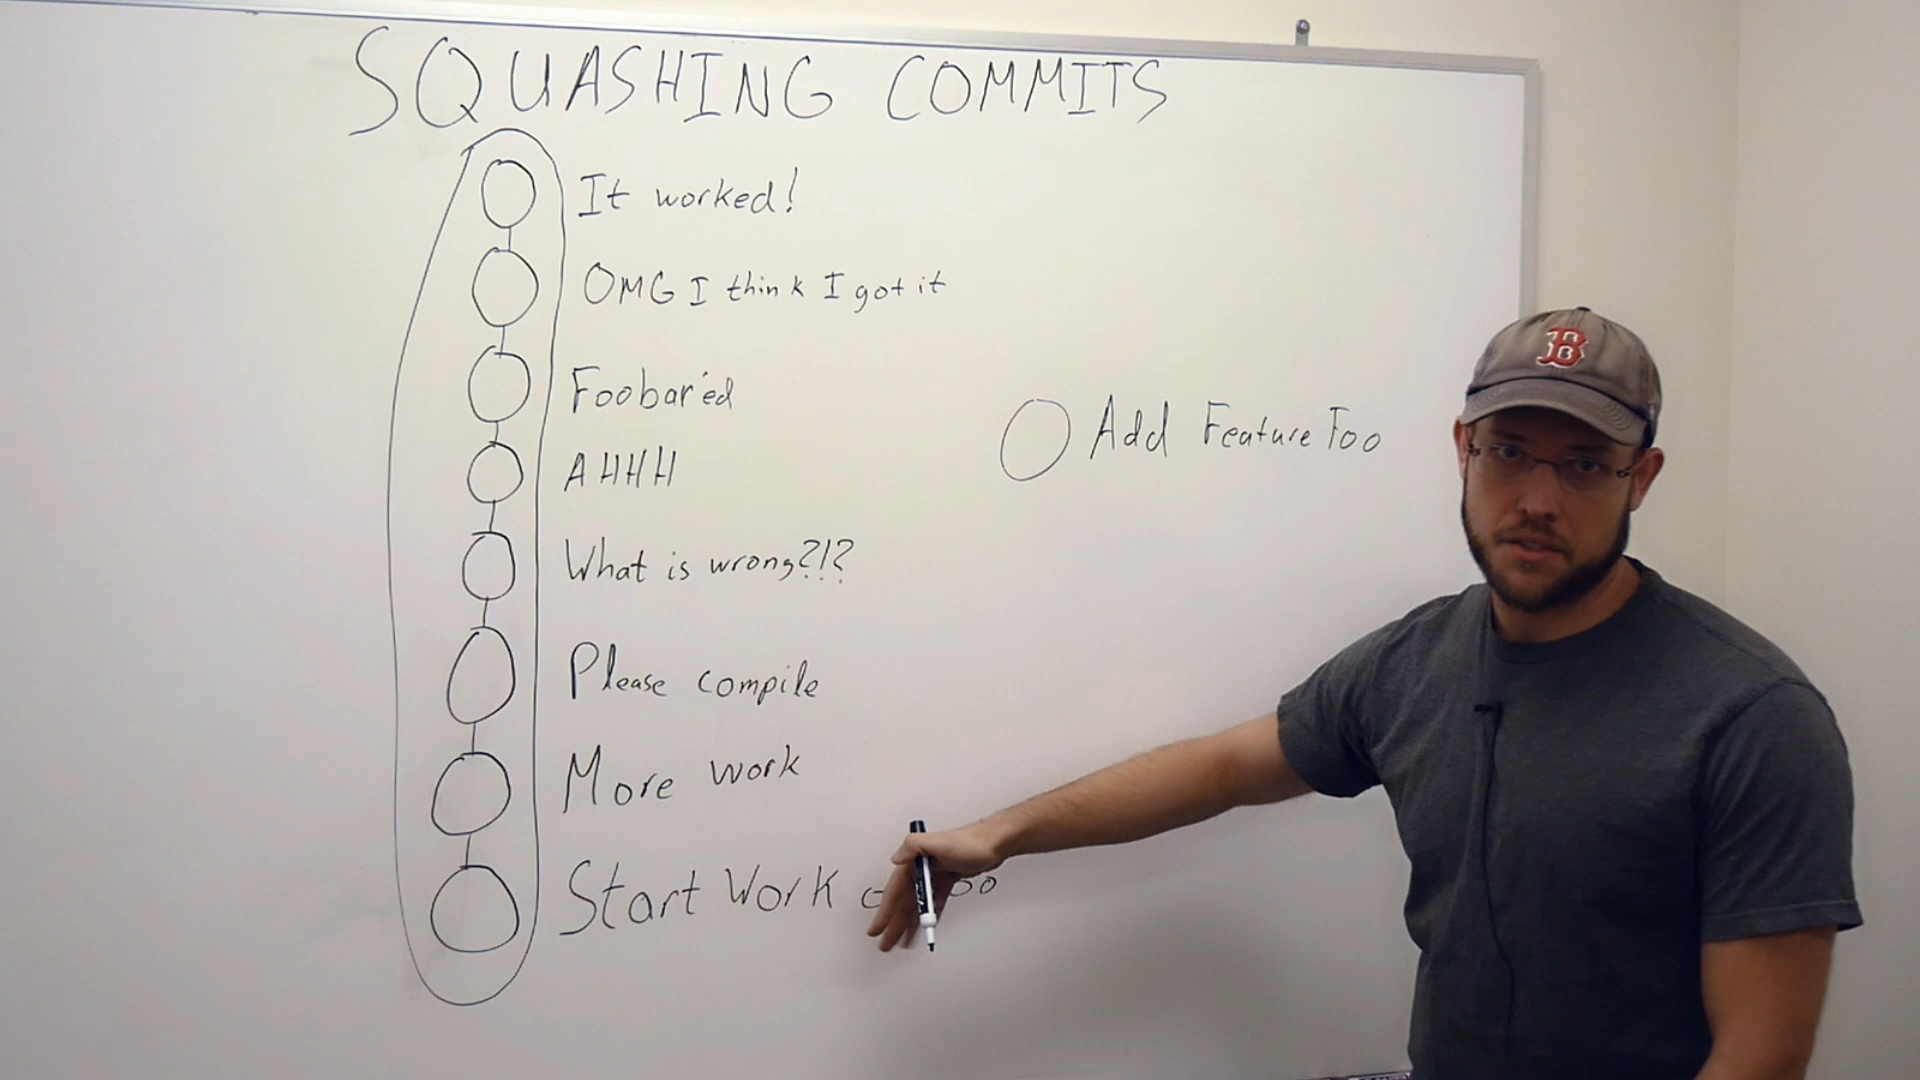 SQUASHING COMMITS
It worked!
OMG I think I got it
Foobar'ed
AHHH
What is wrong?!?
Please compile
More work
Start Work
Add Feature Foo
B